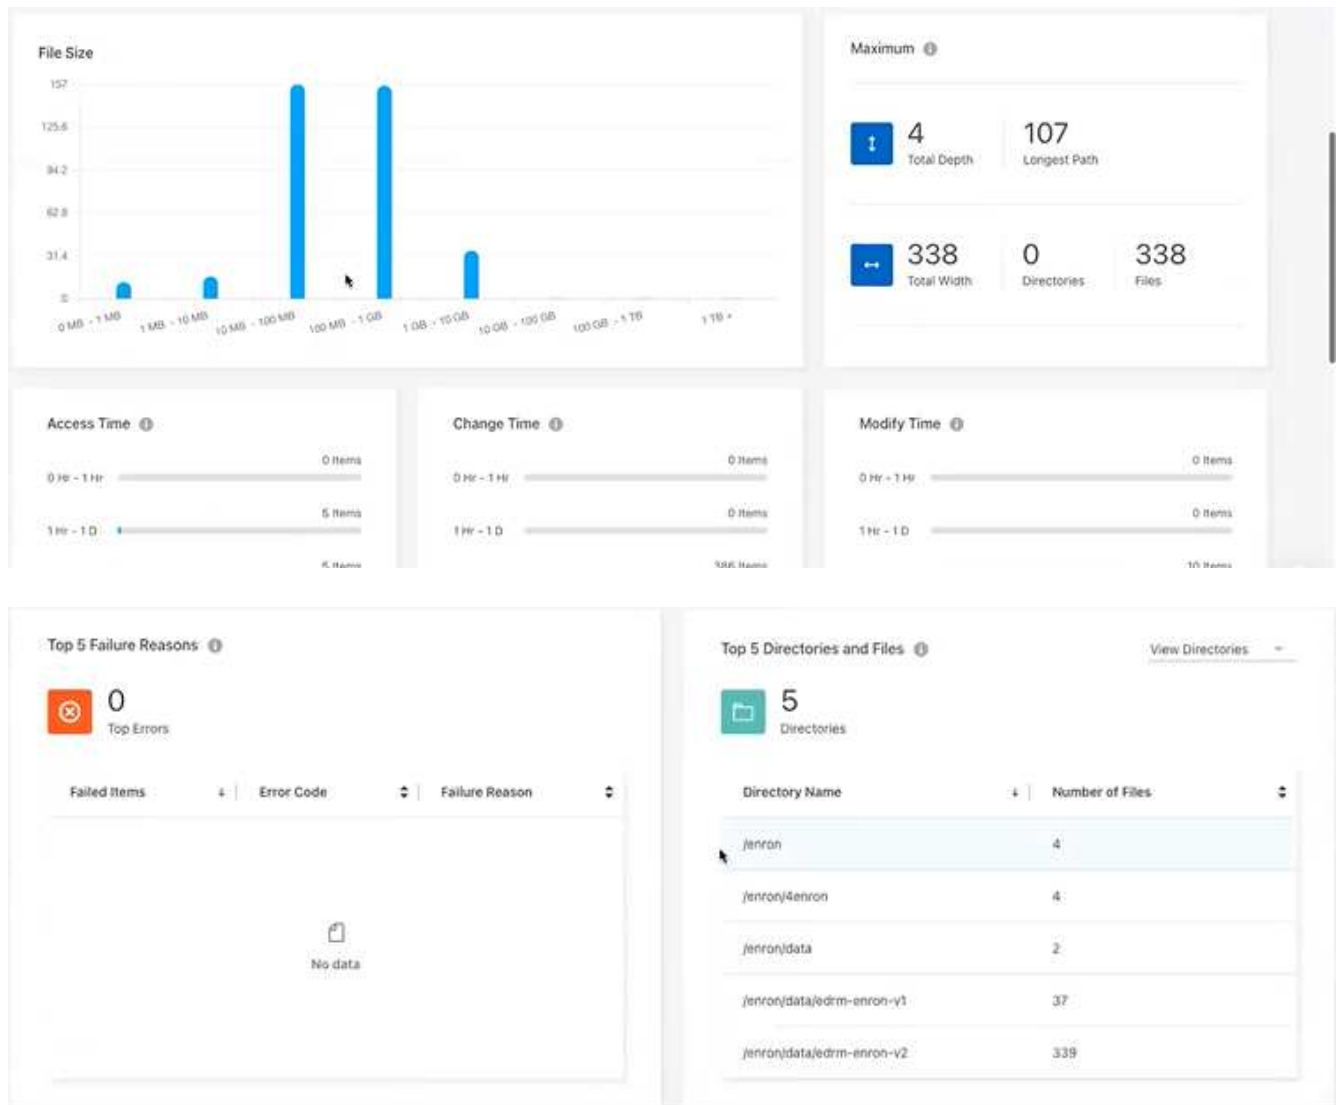 File Size
157
125.6
94.2
62.8
31.4
0
0 MB - 1 MB
1 MB - 10 MB
10 MB - 100 MB
100 MB - 1 GB
1 GB - 10 GB
10 GB - 100 GB
100 GB - 1 TB
1 TB +
Maximum
4
Total Depth
107
Longest Path
338
Total Width
0
Directories
338
Files
Access Time
0 Items
0 Hr - 1 Hr
5 Items
1 Hr - 1 D
5 Items
Change Time
0 Items
0 Hr - 1 Hr
0 Items
1 Hr - 1 D
386 Items
Modify Time
0 Items
0 Hr - 1 Hr
0 Items
1 Hr - 1 D
10 Items
Top 5 Failure Reasons
0
Top Errors
Failed Items Error Code Failure Reason
No data
Top 5 Directories and Files
View Directories
5
Directories
Directory Name Number of Files
/enron 4
/enron/4enron 4
/enron/data 2
/enron/data/edrm-enron-v1 37
/enron/data/edrm-enron-v2 339